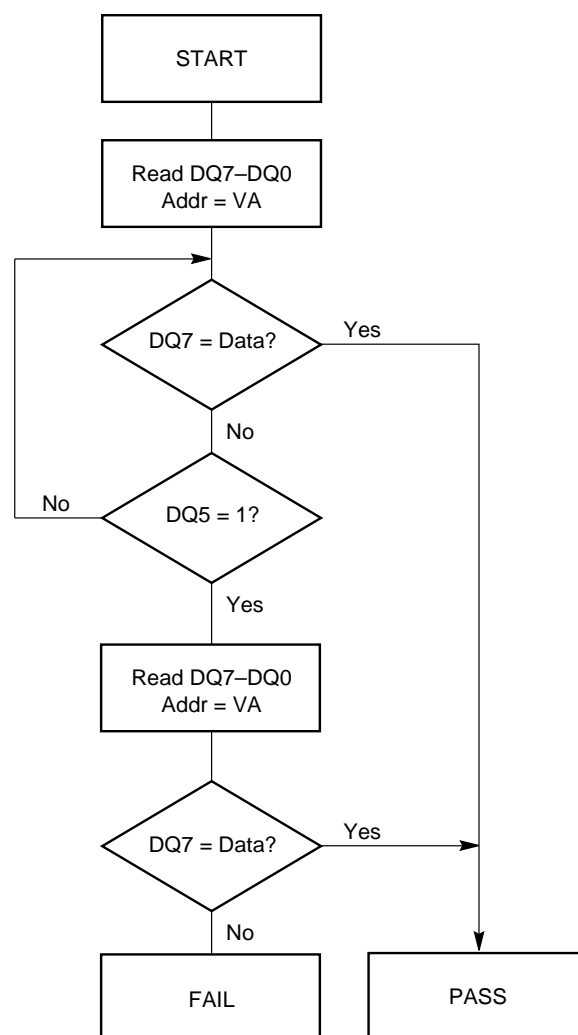 START
Read DQ7–DQ0
Addr = VA
DQ7 = Data?
Yes
No
No
DQ5 = 1?
Yes
Read DQ7–DQ0
Addr = VA
DQ7 = Data?
Yes
No
FAIL
PASS